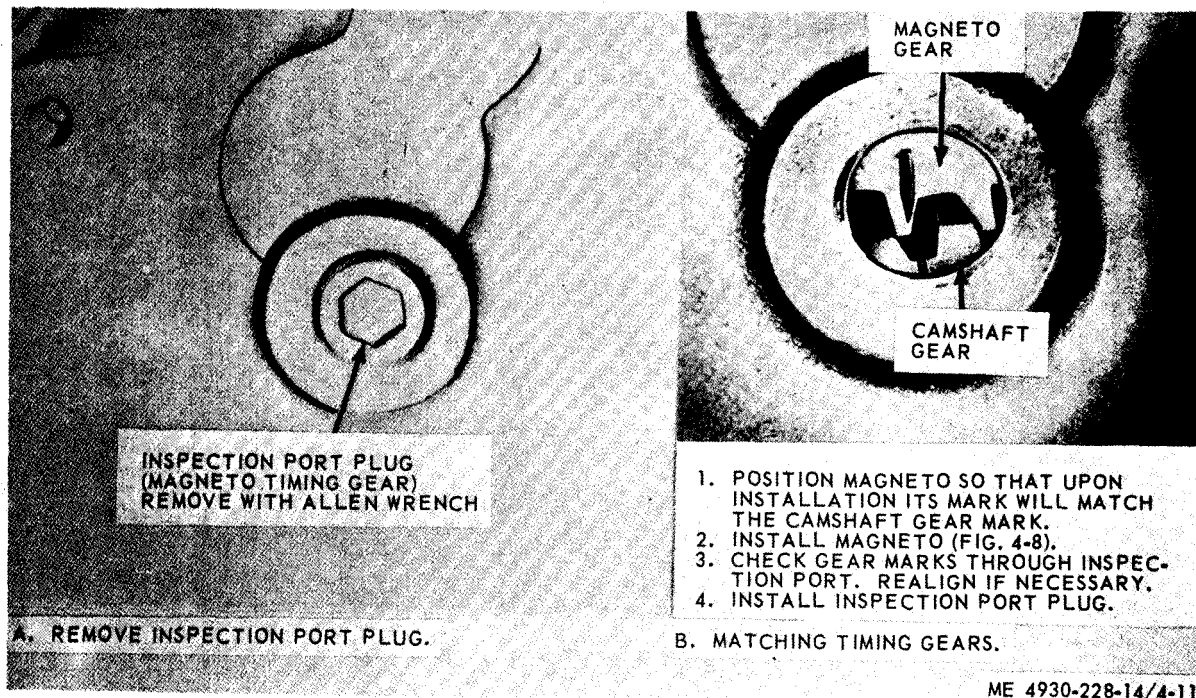 INSPECTION PORT PLUG
(MAGNETO TIMING GEAR)
REMOVE WITH ALLEN WRENCH
A. REMOVE INSPECTION PORT PLUG.
MAGNETO
GEAR
CAMSHAFT
GEAR
1. POSITION MAGNETO SO THAT UPON
INSTALLATION ITS MARK WILL MATCH
THE CAMSHAFT GEAR MARK.
2. INSTALL MAGNETO (FIG. 4-8).
3. CHECK GEAR MARKS THROUGH INSPEC-
TION PORT. REALIGN IF NECESSARY.
4. INSTALL INSPECTION PORT PLUG.
B. MATCHING TIMING GEARS.
ME 4930-228-14/4-11